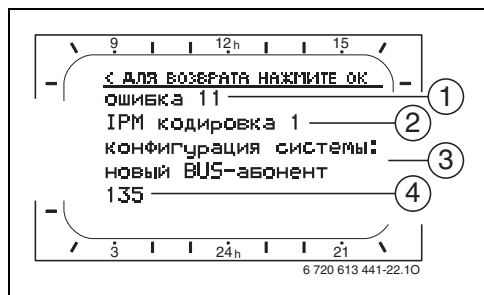 9 12h 15
< ДЛЯ ВОЗВРАТА НАЖМИТЕ ОК
ошибка 11
1
IPM кодировка 1
2
конфигурация системы:
3
новый BUS-абонент
135
4
3 24h 21
6 720 613 441-22.1O